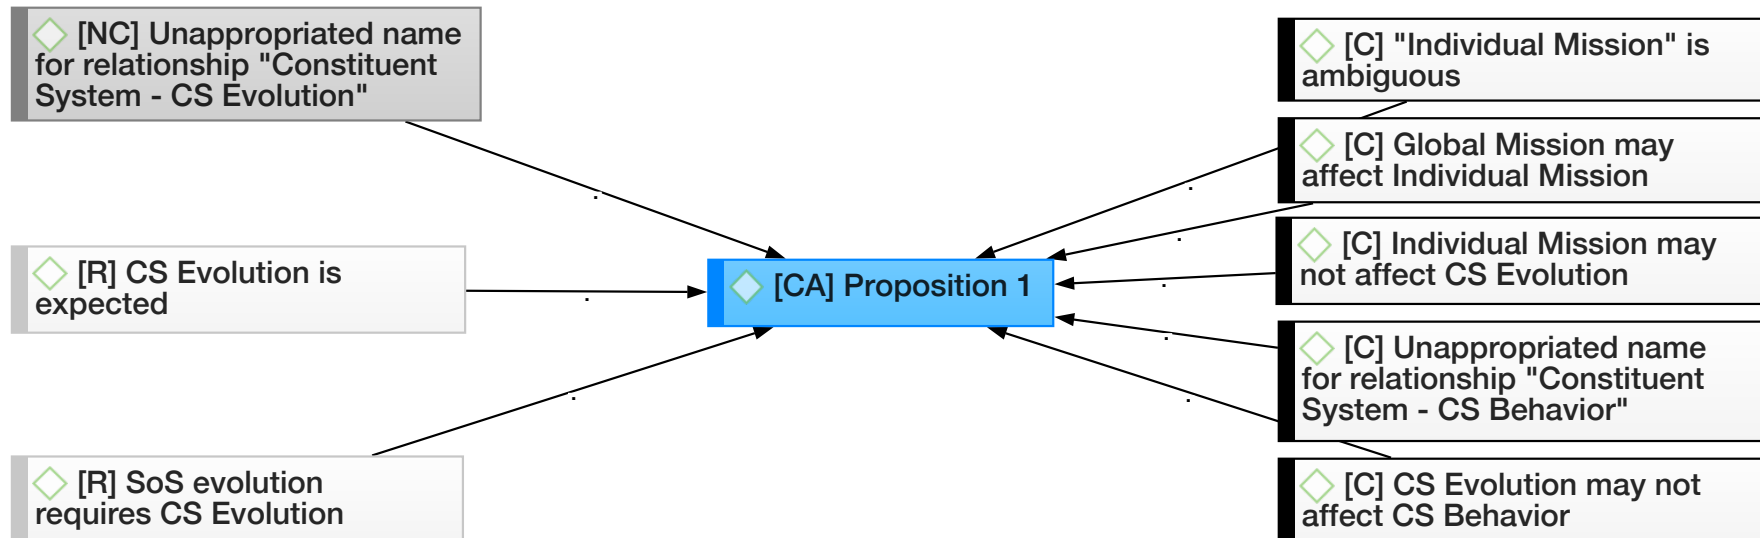 [NC] Unappropriated name
for relationship "Constituent
System - CS Evolution"
[R] CS Evolution is
expected
[R] SoS evolution
requires CS Evolution
[CA] Proposition 1
[C] "Individual Mission" is
ambiguous
[C] Global Mission may
affect Individual Mission
[C] Individual Mission may
not affect CS Evolution
[C] Unappropriated name
for relationship "Constituent
System - CS Behavior"
[C] CS Evolution may not
affect CS Behavior